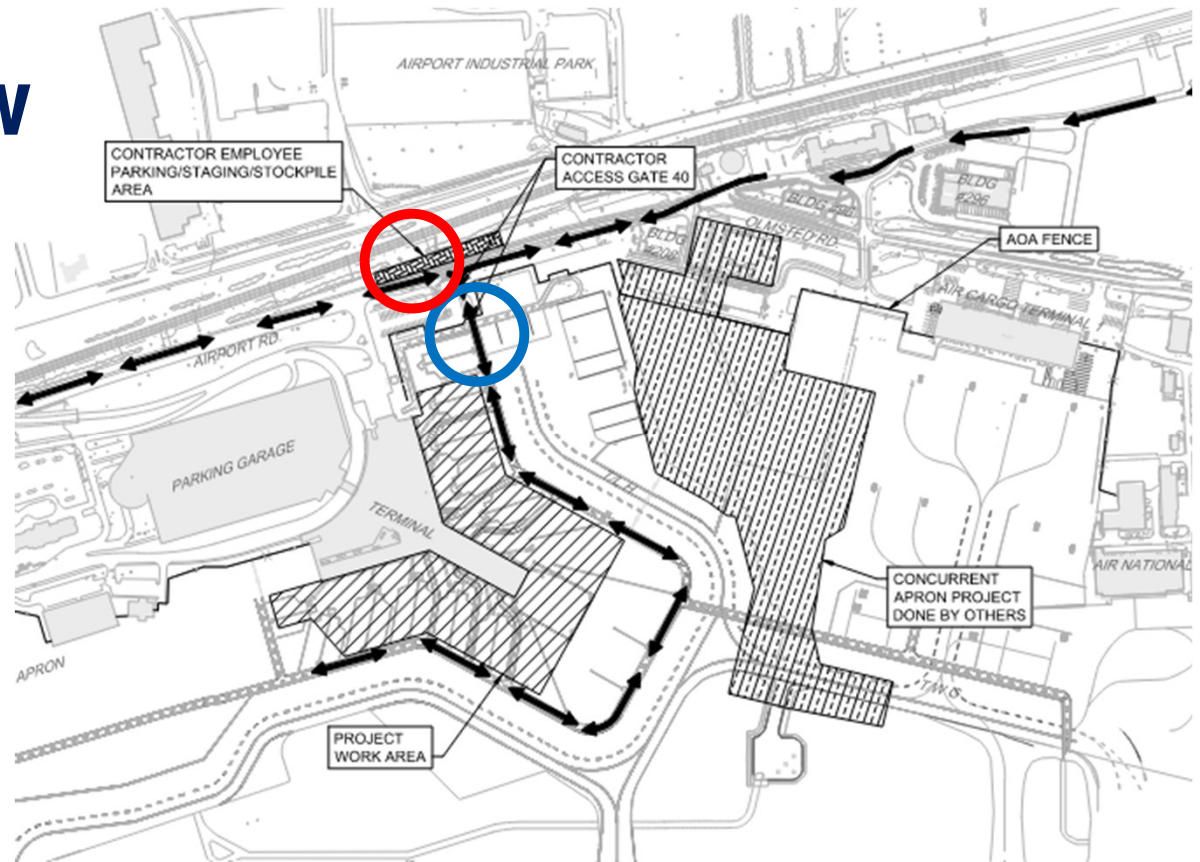 w
AIRPORT INDUSTRIAL PARK
CONTRACTOR EMPLOYEE
PARKING/STAGING/STOCKPILE
AREA
CONTRACTOR
ACCESS GATE 40
BLDG
#296
BLDG
OLMSTED RD.
BLDG
AOA FENCE
AIR CARGO TERMINAL
AIRPORT RD.
PARKING GARAGE
TERMINAL
AIR NATIONAL
CONCURRENT
APRON PROJECT
DONE BY OTHERS
APRON
PROJECT
WORK AREA